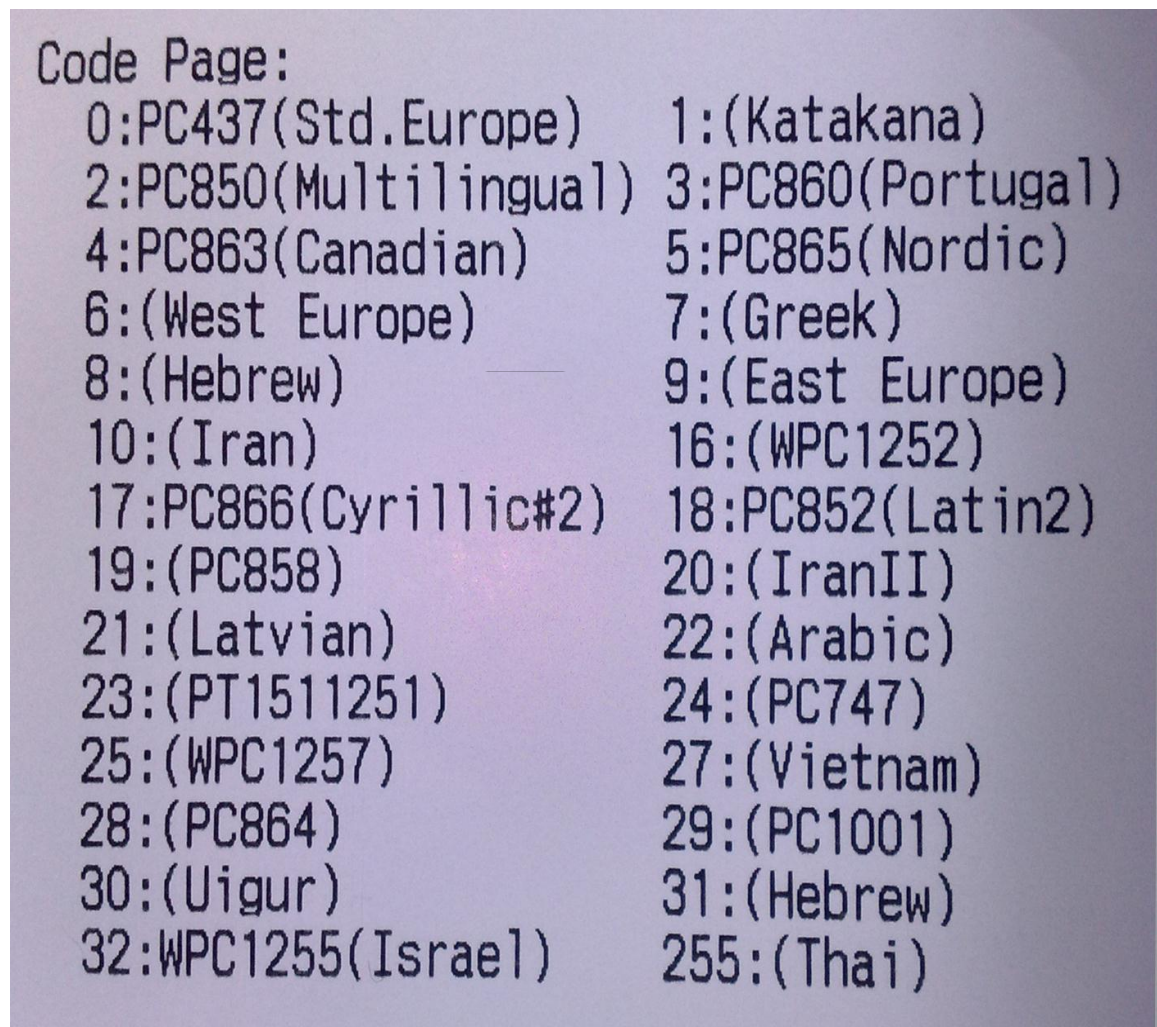 Code Page:
0:PC437(Std.Europe) 1:(Katakana)
2:PC850(Multilingual) 3:PC860(Portugal)
4:PC863(Canadian) 5:PC865(Nordic)
6:(West Europe) 7:(Greek)
8:(Hebrew) 9:(East Europe)
10:(Iran) 16:(WPC1252)
17:PC866(Cyrillic#2) 18:PC852(Latin2)
19:(PC858) 20:(IranII)
21:(Latvian) 22:(Arabic)
23:(PT1511251) 24:(PC747)
25:(WPC1257) 27:(Vietnam)
28:(PC864) 29:(PC1001)
30:(Uigur) 31:(Hebrew)
32:WPC1255(Israel) 255:(Thai)